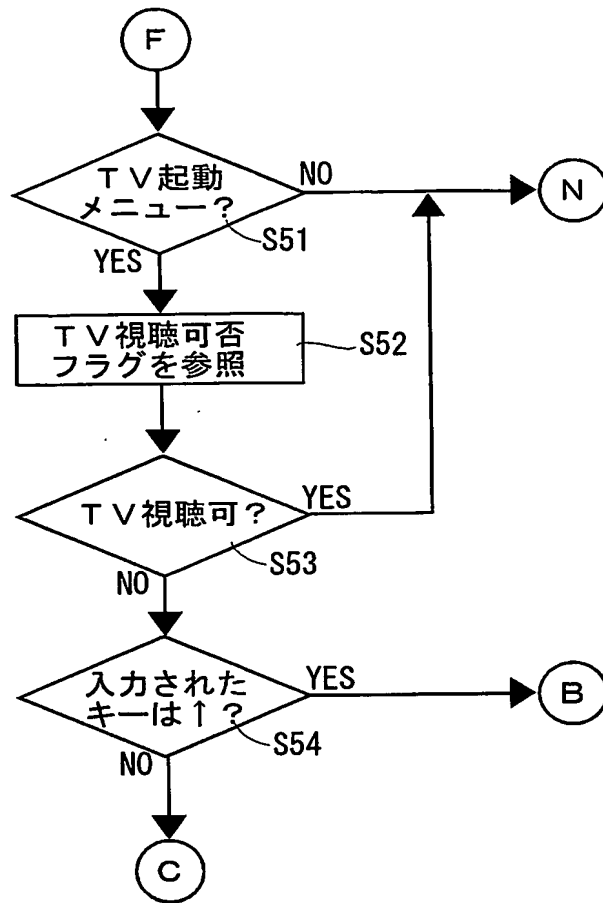 F
TV起動
メニュー?
NO
N
S51
YES
TV視聴可否
フラグを参照
S52
TV視聴可?
YES
S53
NO
入力された
キーは↑?
YES
B
S54
NO
C